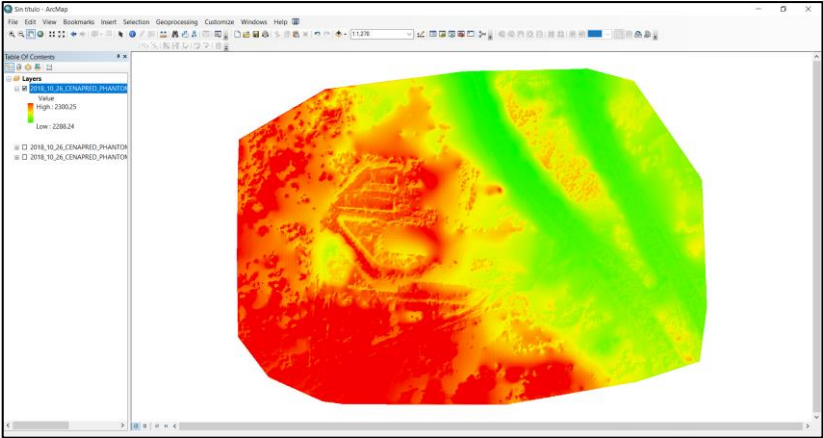 Sin título - ArcMap
File Edit View Bookmarks Insert Selection Geoprocessing Customize Windows Help
1:1,278
Table Of Contents
Layers
2018_10_26_CENAPRED_PHANTOM
Value
High : 2300.25
Low : 2288.24
2018_10_26_CENAPRED_PHANTOM
2018_10_26_CENAPRED_PHANTOM